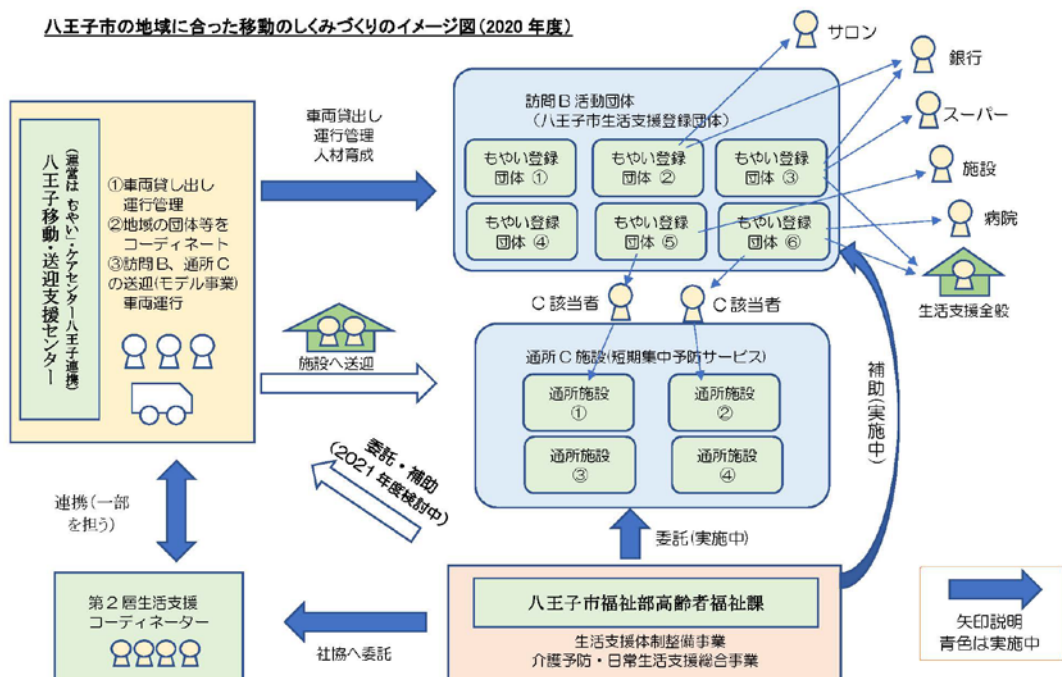 八王子市の地域に合った移動のしくみづくりのイメージ図(2020年度)
八王子移動・送迎支援センター
(運営は もやい」・ケアセンター八王子連携)
①車両貸し出し
運行管理
②地域の団体等を
コーディネート
③訪問B、通所C
の送迎(モデル事業)
車両運行
車両貸出し
運行管理
人材育成
訪問B活動団体
(八王子市生活支援登録団体)
もやい登録
団体 ①
もやい登録
団体 ②
もやい登録
団体 ③
もやい登録
団体 ④
もやい登録
団体 ⑤
もやい登録
団体 ⑥
サロン
銀行
スーパー
施設
病院
生活支援全般
C該当者
C該当者
施設へ送迎
通所C施設(短期集中予防サービス)
通所施設
①
通所施設
②
通所施設
③
通所施設
④
補助(実施中)
委託・補助
(2021年度検討中)
連携(一部
を担う)
委託(実施中)
第2層生活支援
コーディネーター
社協へ委託
八王子市福祉部高齢者福祉課
生活支援体制整備事業
介護予防・日常生活支援総合事業
矢印説明
青色は実施中